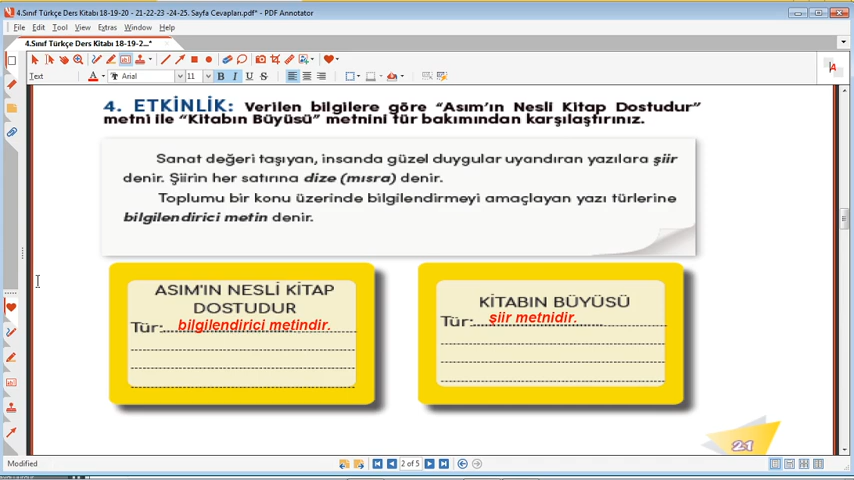 4.Sınıf Türkçe Ders Kitabı 18-19-20 - 21-22-23 -24-25. Sayfa Cevapları.pdf* - PDF Annotator
File Edit Tool View Extras Window Help
4.Sınıf Türkçe Ders Kitabı 18-19-2...*
Text Arial 11 B I U S
4. ETKİNLİK: Verilen bilgilere göre “Asım’ın Nesli Kitap Dostudur”
metni ile “Kitabın Büyüsü” metnini tür bakımından karşılaştırınız.
Sanat değeri taşıyan, insanda güzel duygular uyandıran yazılara şiir
denir. Şiirin her satırına dize (mısra) denir.
Toplumu bir konu üzerinde bilgilendirmeyi amaçlayan yazı türlerine
bilgilendirici metin denir.
ASIM'IN NESLİ KİTAP
DOSTUDUR
Tür: bilgilendirici metindir.
KİTABIN BÜYÜSÜ
Tür: şiir metnidir.
21
Modified
2 of 5